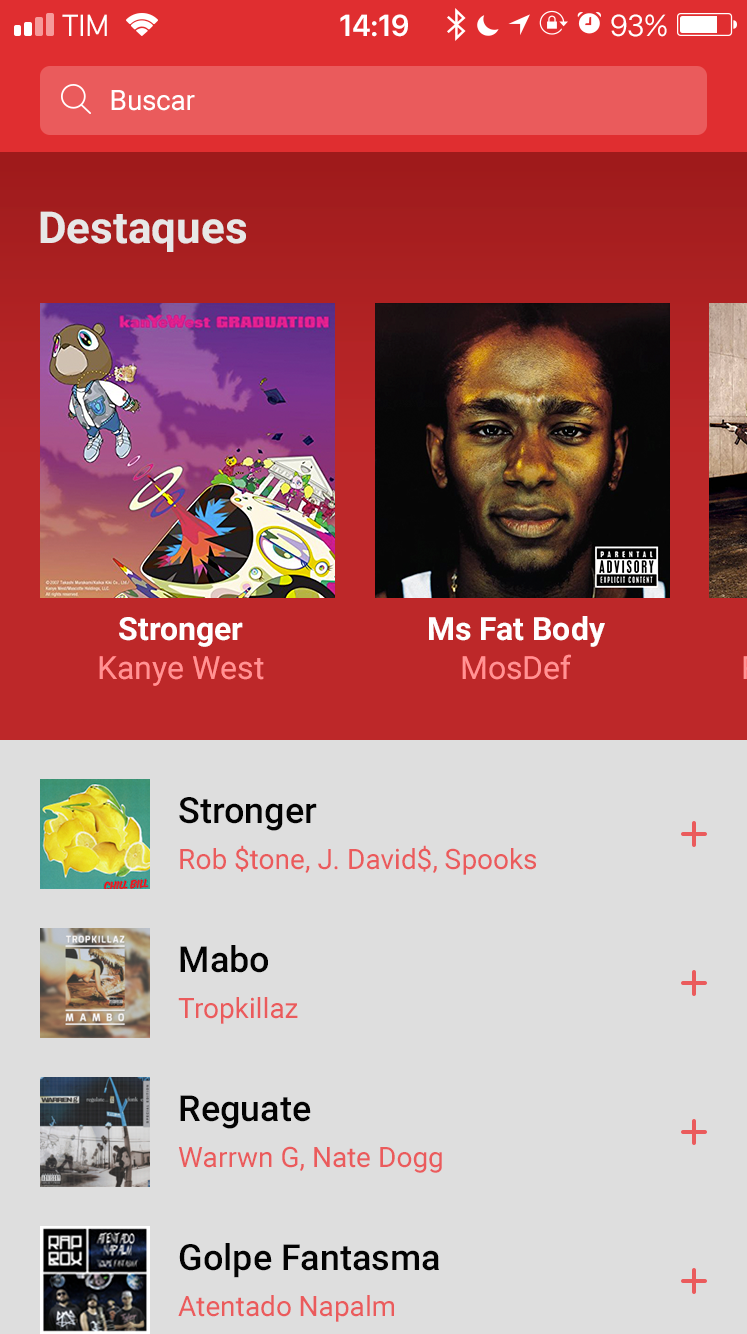 TIM 14:19 93%
Buscar
Destaques
kanYeWest GRADUATION
PARENTAL
ADVISORY
EXPLICIT CONTENT
Stronger
Kanye West
Ms Fat Body
MosDef
Stronger
Rob $tone, J. David$, Spooks
CHILL BILL
+
TROPKILLAZ
MAMBO
Mabo
Tropkillaz
+
WARREN G
Reguate
Warrwn G, Nate Dogg
+
RAP
BOX
ATENTADO
NAPALM
GOLPE FANTASMA
Golpe Fantasma
Atentado Napalm
+